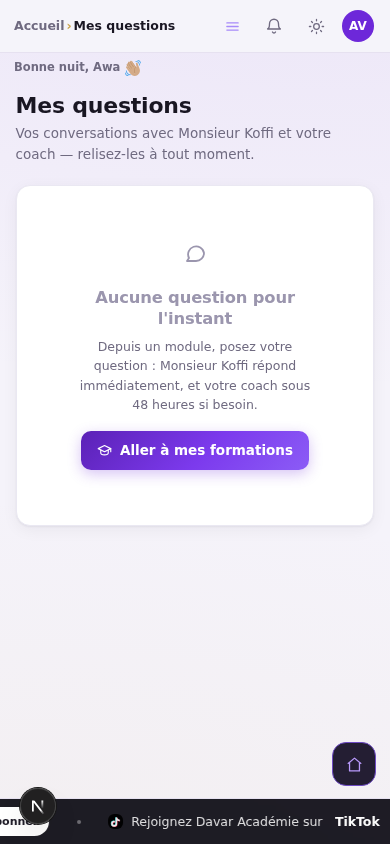 Accueil › Mes questions
AV
Bonne nuit, Awa 👋🏽
Mes questions
Vos conversations avec Monsieur Koffi et votre
coach — relisez-les à tout moment.
Aucune question pour
l'instant
Depuis un module, posez votre
question : Monsieur Koffi répond
immédiatement, et votre coach sous
48 heures si besoin.
Aller à mes formations
N
Rejoignez Davar Académie sur TikTok